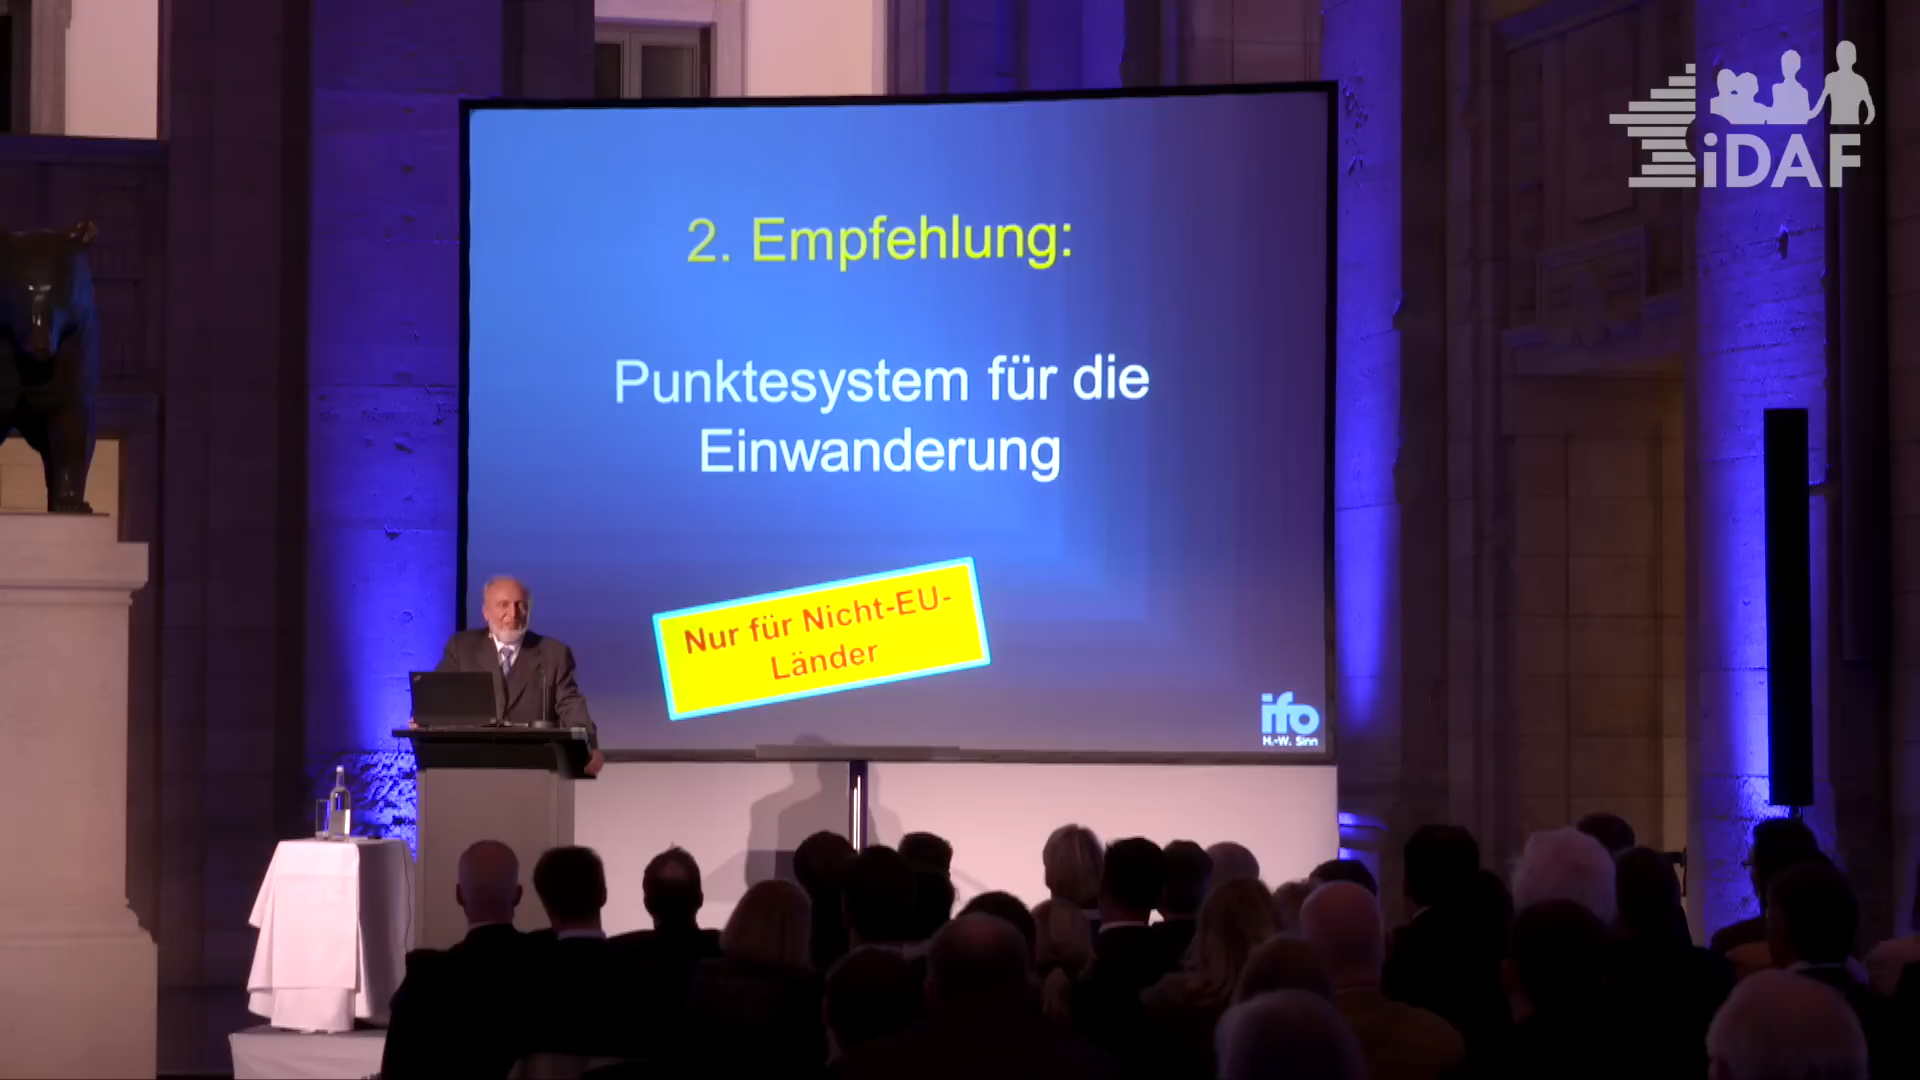 iDAF
2. Empfehlung:
Punktesystem für die
Einwanderung
Nur für Nicht-EU-
Länder
ifo
H.-W. Sinn